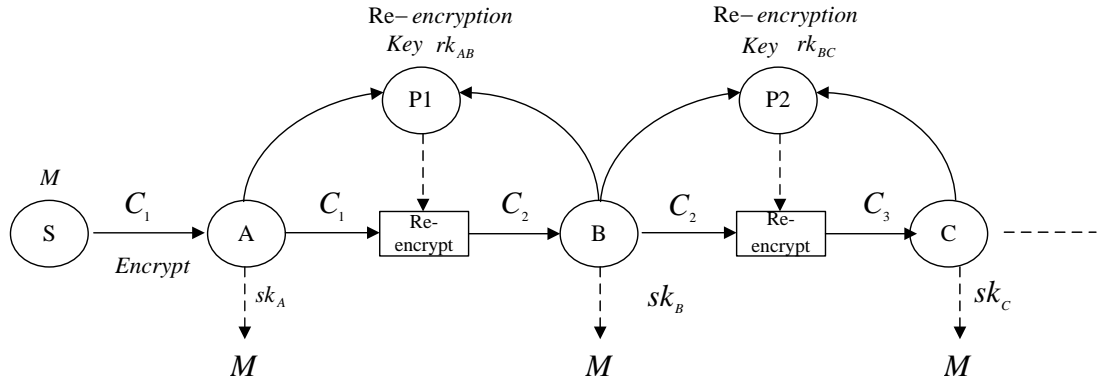 Re- encryption
Key rk_AB
Re- encryption
Key rk_BC
P1
P2
M
C_1
C_1
C_2
C_2
C_3
S
A
Re-
encrypt
B
Re-
encrypt
C
Encrypt
sk_A
sk_B
sk_C
M
M
M